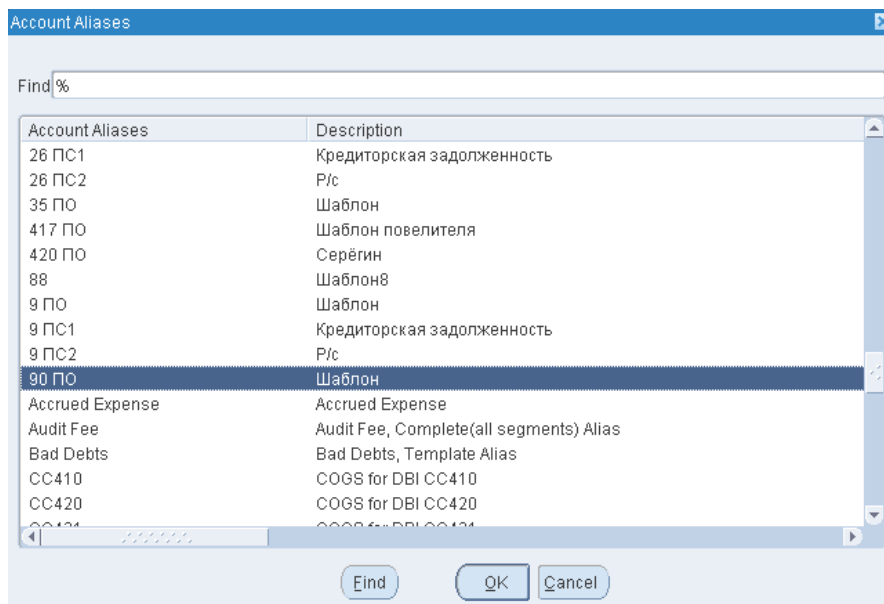 Account Aliases
Find %
Account Aliases Description
26 ПС1 Кредиторская задолженность
26 ПС2 Р/с
35 ПО Шаблон
417 ПО Шаблон повелителя
420 ПО Серёгин
88 Шаблон8
9 ПО Шаблон
9 ПС1 Кредиторская задолженность
9 ПС2 Р/с
90 ПО Шаблон
Accrued Expense Accrued Expense
Audit Fee Audit Fee, Complete(all segments) Alias
Bad Debts Bad Debts, Template Alias
CC410 COGS for DBI CC410
CC420 COGS for DBI CC420
Find OK Cancel